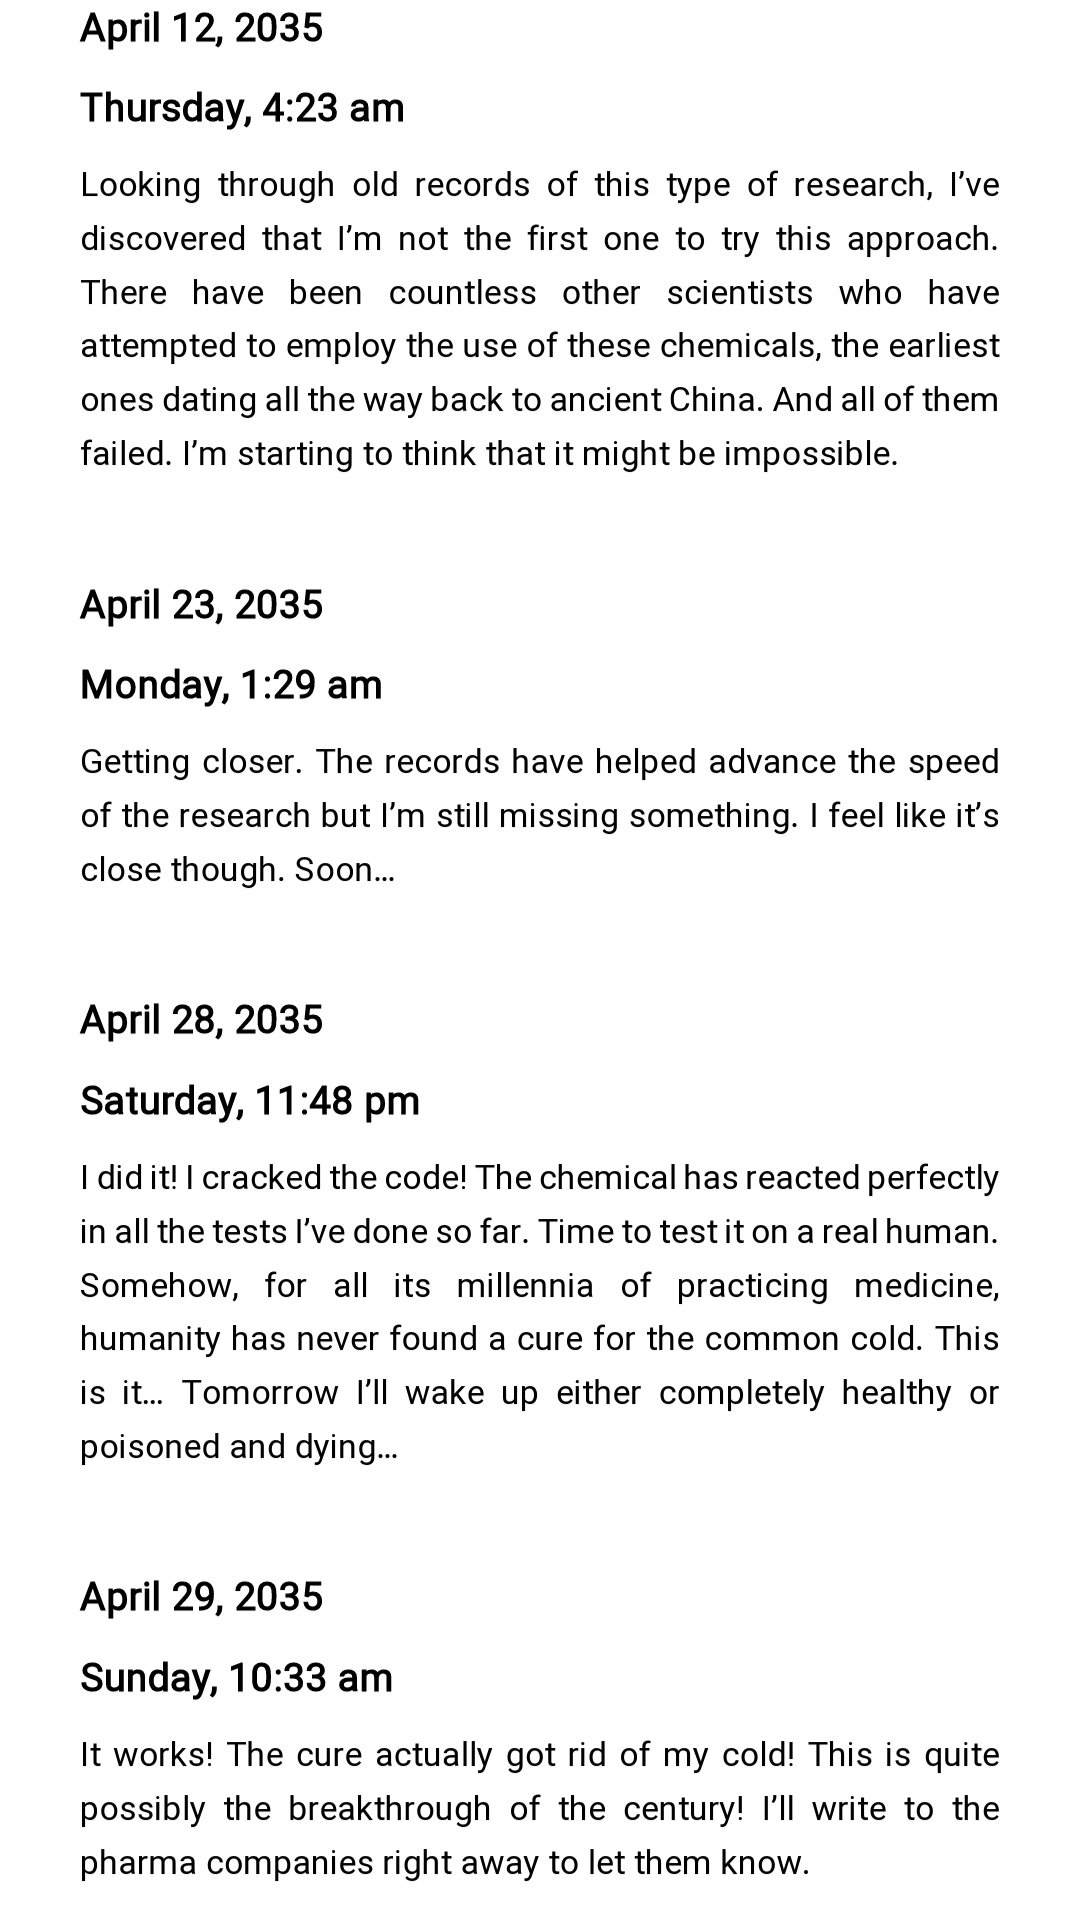 April 12, 2035
Thursday, 4:23 am
Looking through old records of this type of research, I’ve
discovered that I’m not the first one to try this approach.
There have been countless other scientists who have
attempted to employ the use of these chemicals, the earliest
ones dating all the way back to ancient China. And all of them
failed. I’m starting to think that it might be impossible.
April 23, 2035
Monday, 1:29 am
Getting closer. The records have helped advance the speed
of the research but I’m still missing something. I feel like it’s
close though. Soon…
April 28, 2035
Saturday, 11:48 pm
I did it! I cracked the code! The chemical has reacted perfectly
in all the tests I’ve done so far. Time to test it on a real human.
Somehow, for all its millennia of practicing medicine,
humanity has never found a cure for the common cold. This
is it… Tomorrow I’ll wake up either completely healthy or
poisoned and dying…
April 29, 2035
Sunday, 10:33 am
It works! The cure actually got rid of my cold! This is quite
possibly the breakthrough of the century! I’ll write to the
pharma companies right away to let them know.